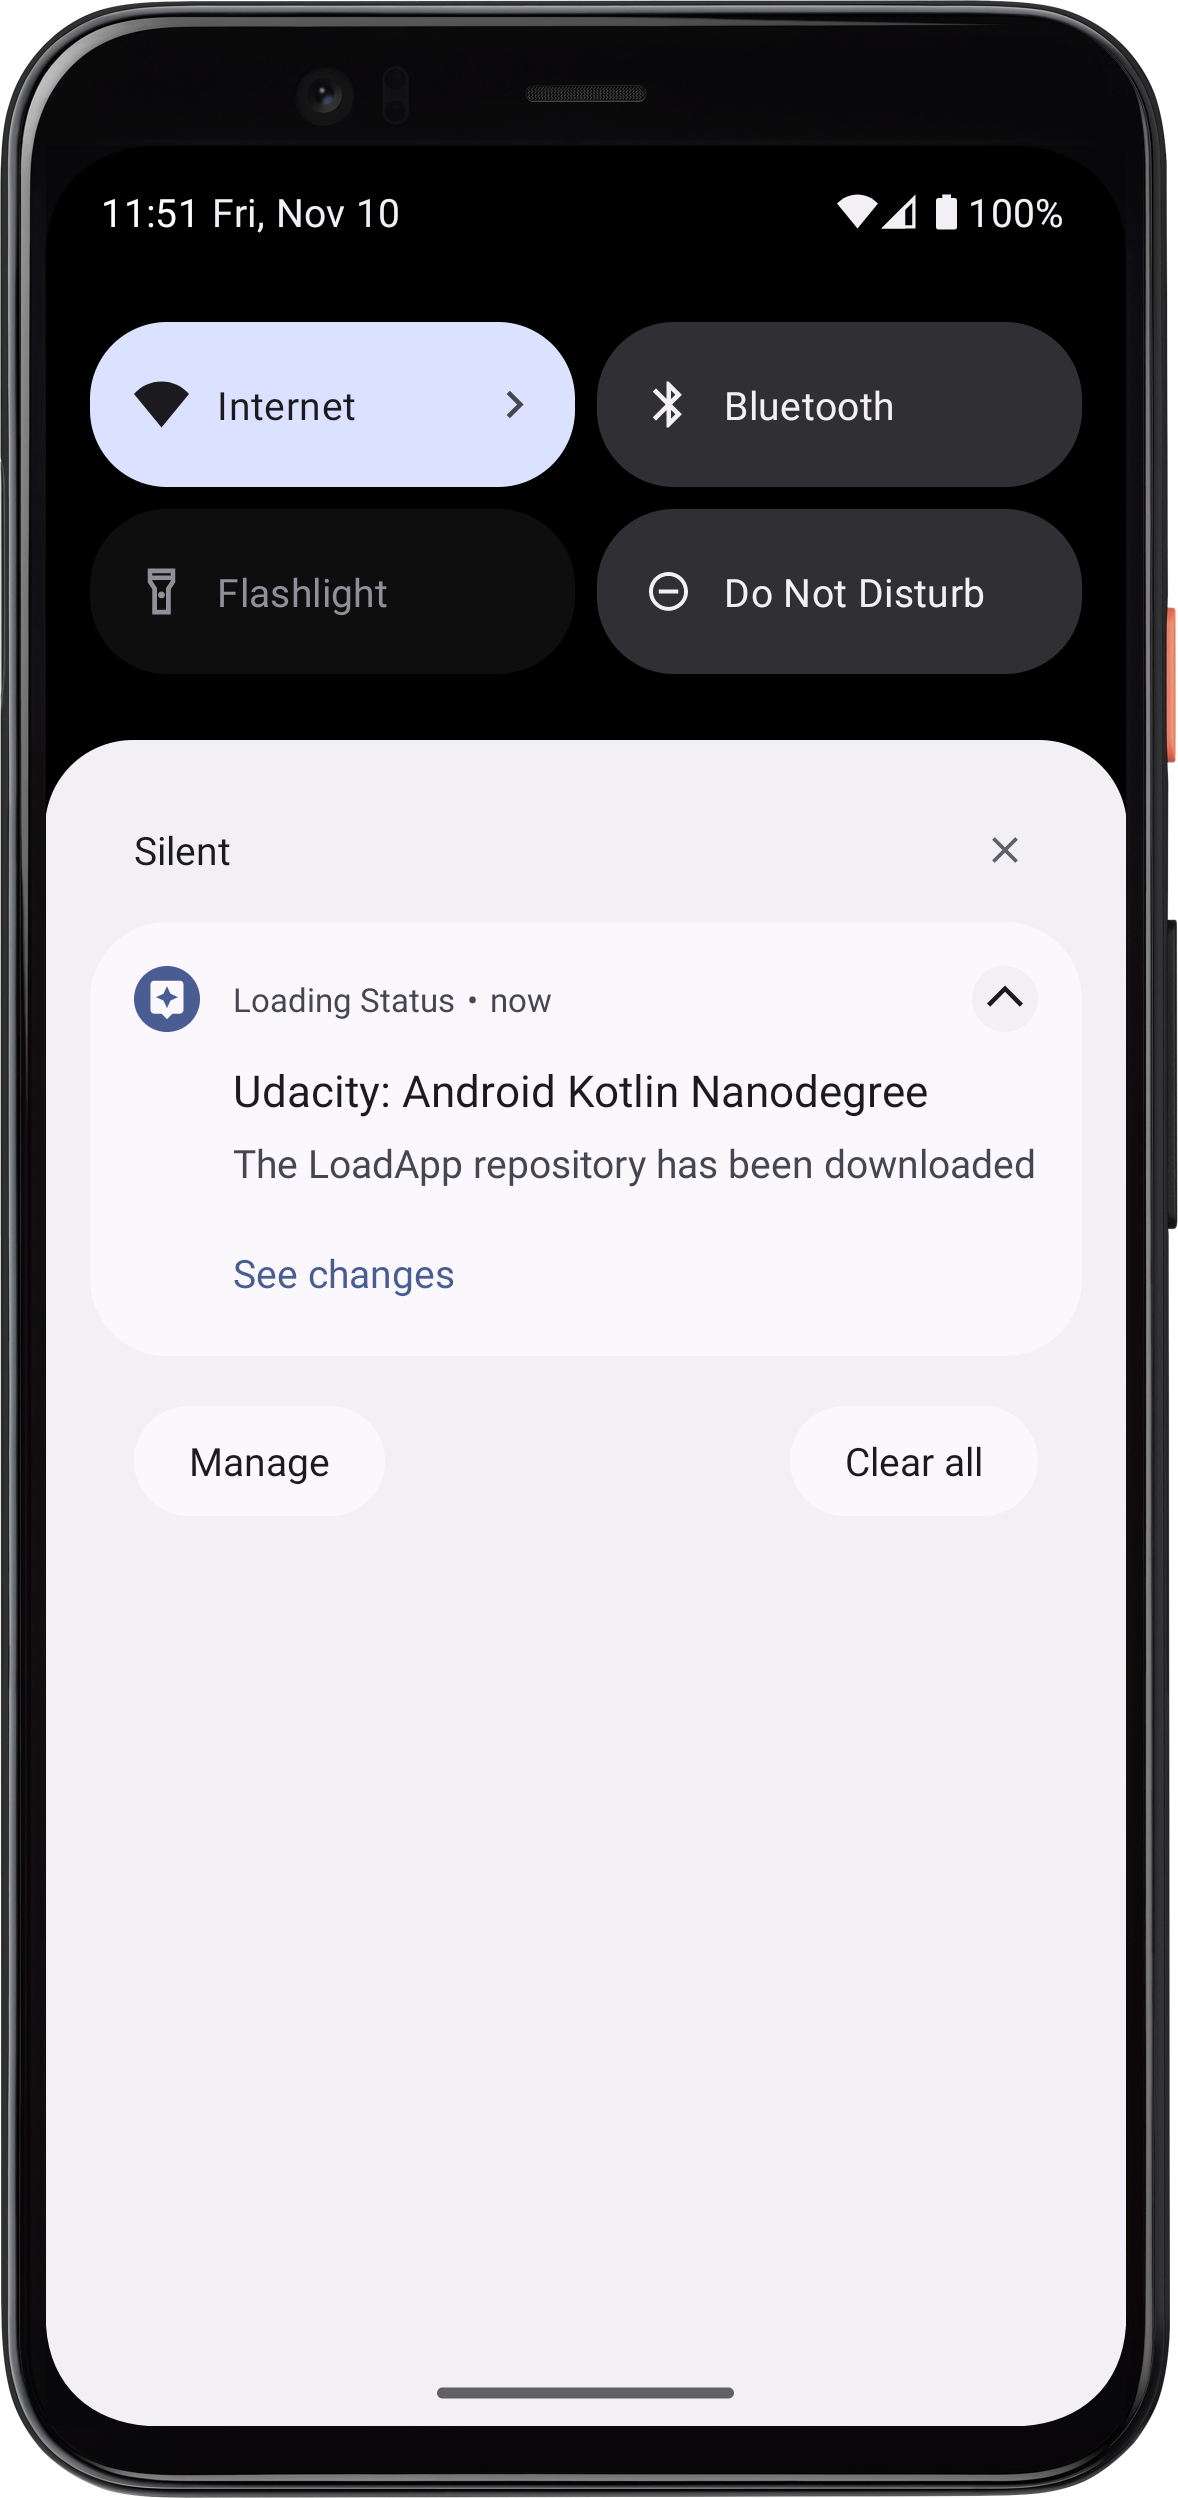 11:51 Fri, Nov 10 100%
Internet Bluetooth
Flashlight Do Not Disturb
Silent
Loading Status • now
Udacity: Android Kotlin Nanodegree
The LoadApp repository has been downloaded
See changes
Manage Clear all